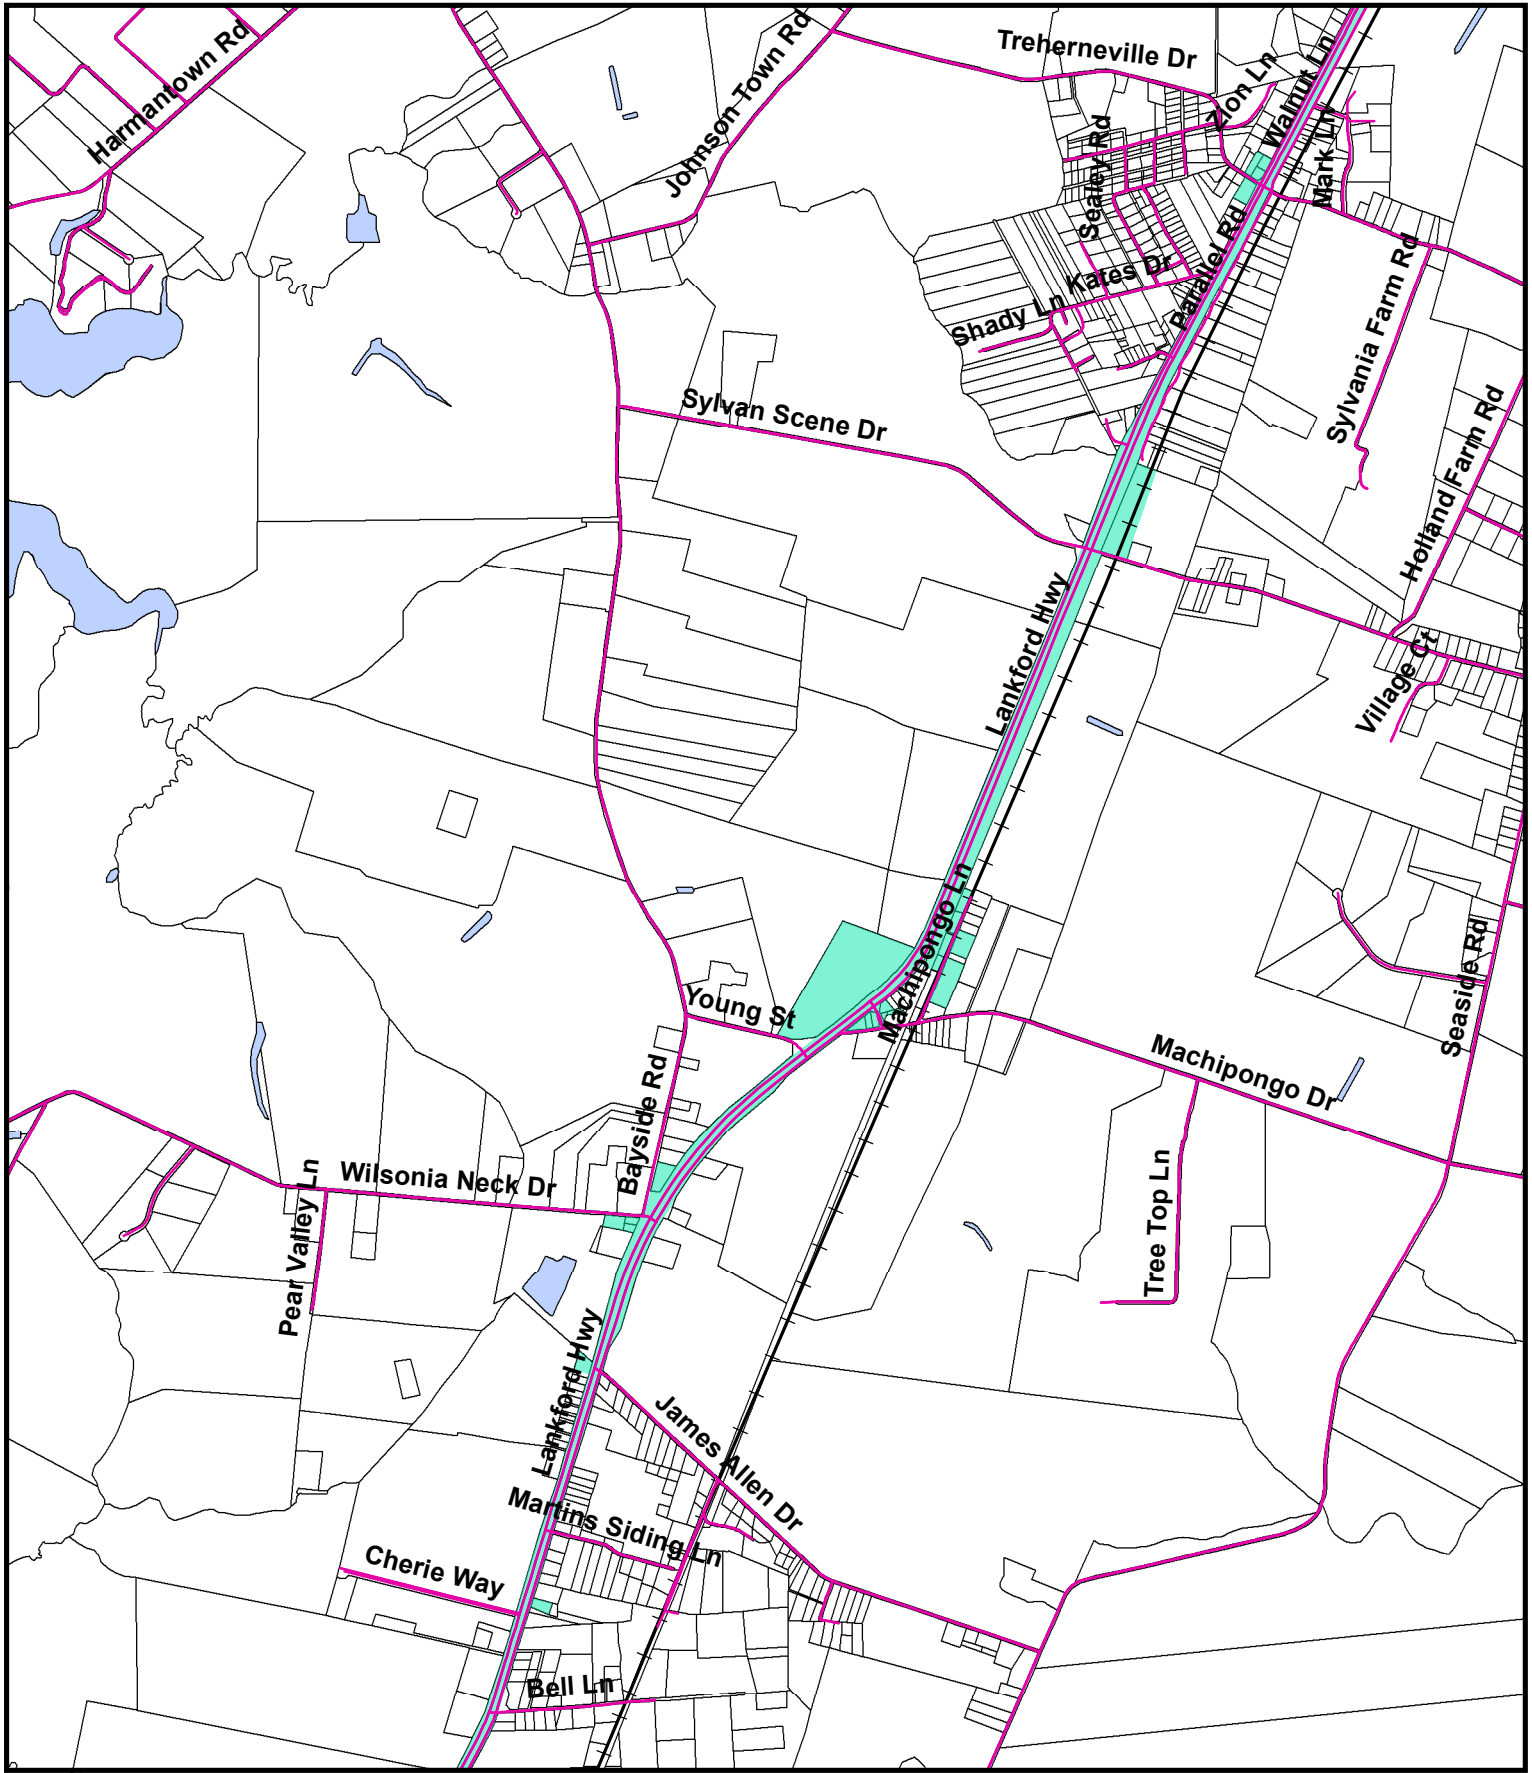 Harmantown Rd
Johnson Town Rd
Treherneville Dr
Zion Ln
Walnut Ln
Mark Ln
Sealey Rd
Parallel Rd
Kates Dr
Shady Ln
Sylvania Farm Rd
Sylvan Scene Dr
Holland Farm Rd
Lankford Hwy
Village Ct
Machipongo Ln
Seaside Rd
Young St
Machipongo Dr
Bayside Rd
Wilsonia Neck Dr
Pear Valley Ln
Tree Top Ln
Lankford Hwy
James Allen Dr
Martins Siding Ln
Cherie Way
Bell Ln